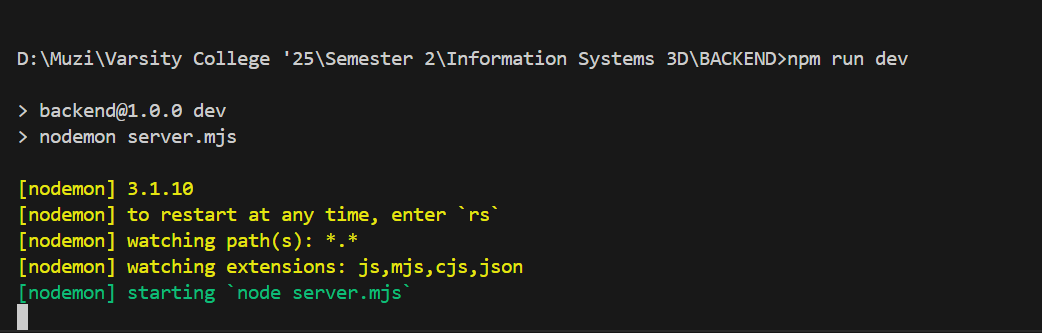 D:\Muzi\Varsity College '25\Semester 2\Information Systems 3D\BACKEND>npm run dev
> backend@1.0.0 dev
> nodemon server.mjs
[nodemon] 3.1.10
[nodemon] to restart at any time, enter `rs`
[nodemon] watching path(s): *.*
[nodemon] watching extensions: js,mjs,cjs,json
[nodemon] starting `node server.mjs`